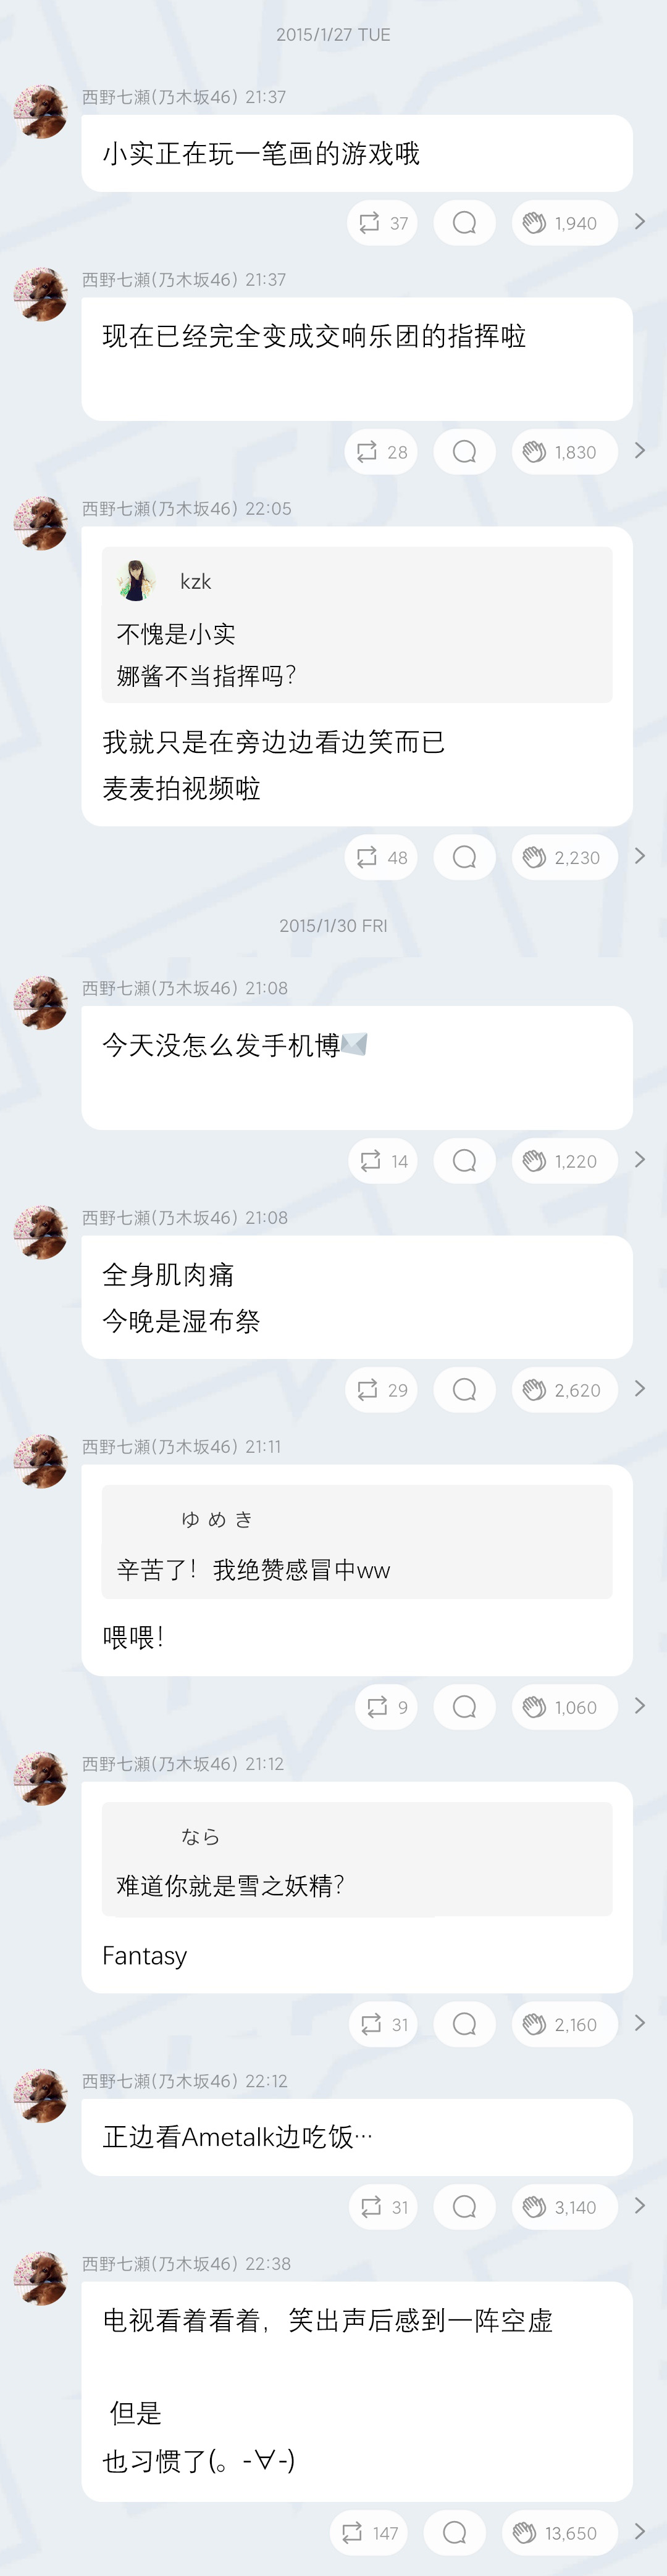 2015/1/27 TUE
西野七瀬(乃木坂46) 21:37
小实正在玩一笔画的游戏哦
37
1,940
西野七瀬(乃木坂46) 21:37
现在已经完全变成交响乐团的指挥啦
28
1,830
西野七瀬(乃木坂46) 22:05
kzk
不愧是小实
娜酱不当指挥吗?
我就只是在旁边边看边笑而已
麦麦拍视频啦
48
2,230
2015/1/30 FRI
西野七瀬(乃木坂46) 21:08
今天没怎么发手机博
14
1,220
西野七瀬(乃木坂46) 21:08
全身肌肉痛
今晚是湿布祭
29
2,620
西野七瀬(乃木坂46) 21:11
ゆ め き
辛苦了！我绝赞感冒中ww
喂喂！
9
1,060
西野七瀬(乃木坂46) 21:12
なら
难道你就是雪之妖精?
Fantasy
31
2,160
西野七瀬(乃木坂46) 22:12
正边看Ametalk边吃饭…
31
3,140
西野七瀬(乃木坂46) 22:38
电视看着看着，笑出声后感到一阵空虚
但是
也习惯了(。-∀-)
147
13,650